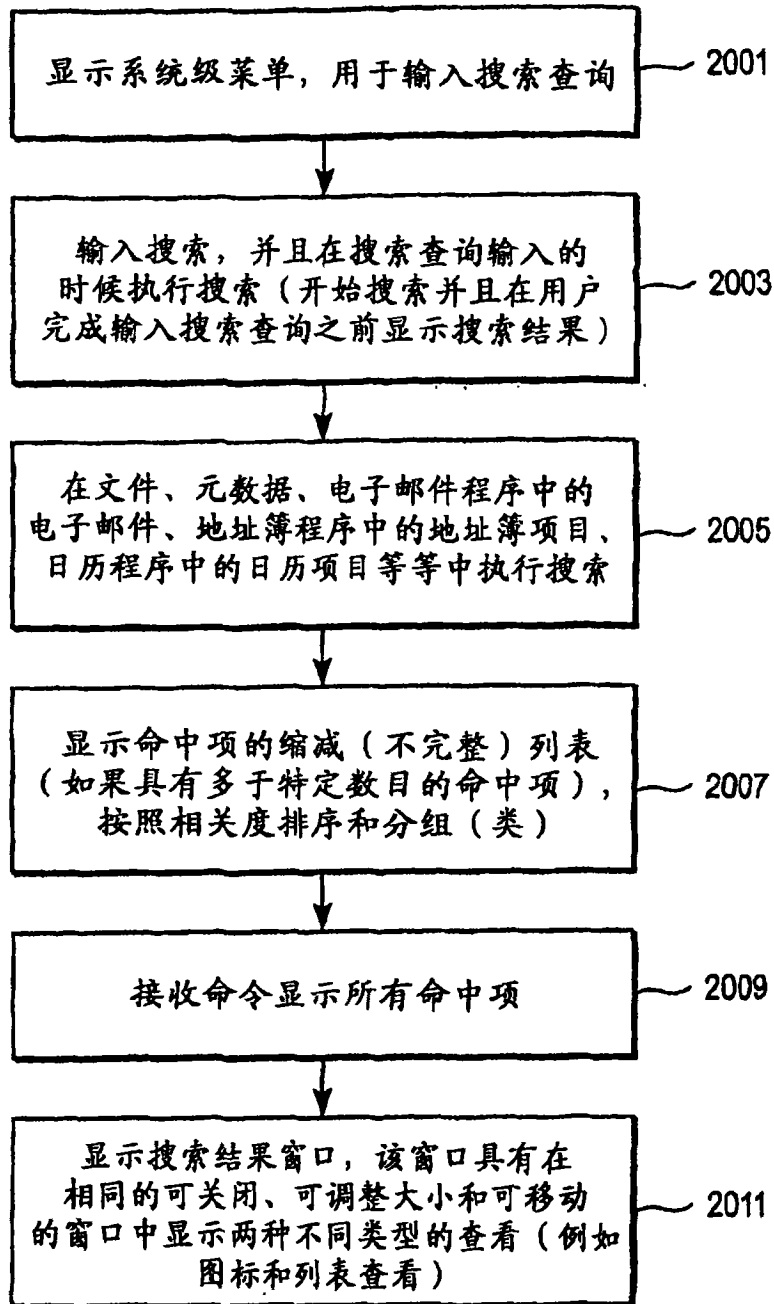 显示系统级菜单，用于输入搜索查询
2001
输入搜索，并且在搜索查询输入的
时候执行搜索（开始搜索并且在用户
完成输入搜索查询之前显示搜索结果）
2003
在文件、元数据、电子邮件程序中的
电子邮件、地址簿程序中的地址簿项目、
日历程序中的日历项目等等中执行搜索
2005
显示命中项的缩减（不完整）列表
（如果具有多于特定数目的命中项），
按照相关度排序和分组（类）
2007
接收命令显示所有命中项
2009
显示搜索结果窗口，该窗口具有在
相同的可关闭、可调整大小和可移动
的窗口中显示两种不同类型的查看（例如
图标和列表查看）
2011